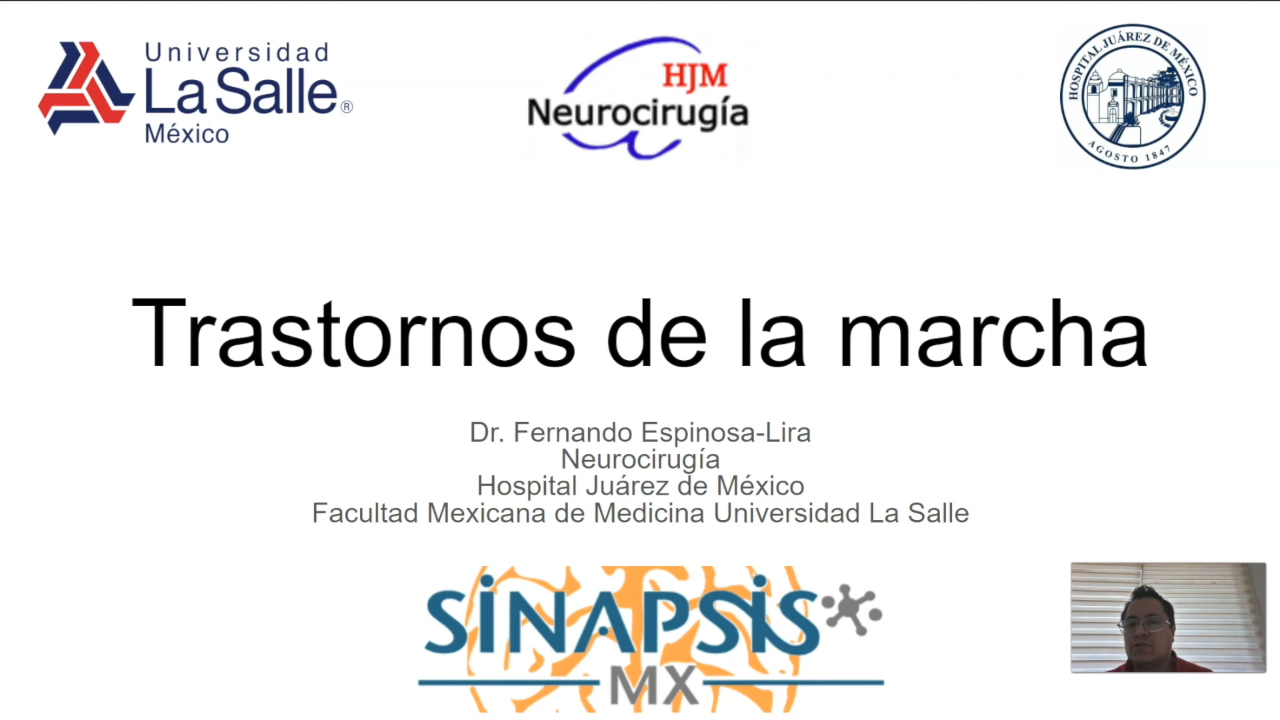 Universidad
La Salle®
México
HJM
Neurocirugía
HOSPITAL JUÁREZ DE MÉXICO
AGOSTO 1847
Trastornos de la marcha
Dr. Fernando Espinosa-Lira
Neurocirugía
Hospital Juárez de México
Facultad Mexicana de Medicina Universidad La Salle
SiNAPSiS
MX